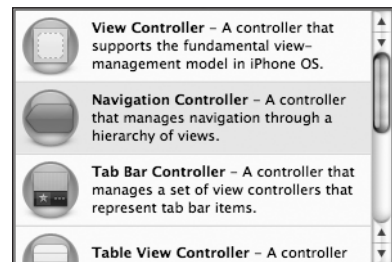 View Controller – A controller that
supports the fundamental view-
management model in iPhone OS.
Navigation Controller – A controller
that manages navigation through a
hierarchy of views.
Tab Bar Controller – A controller that
manages a set of view controllers that
represent tab bar items.
Table View Controller – A controller